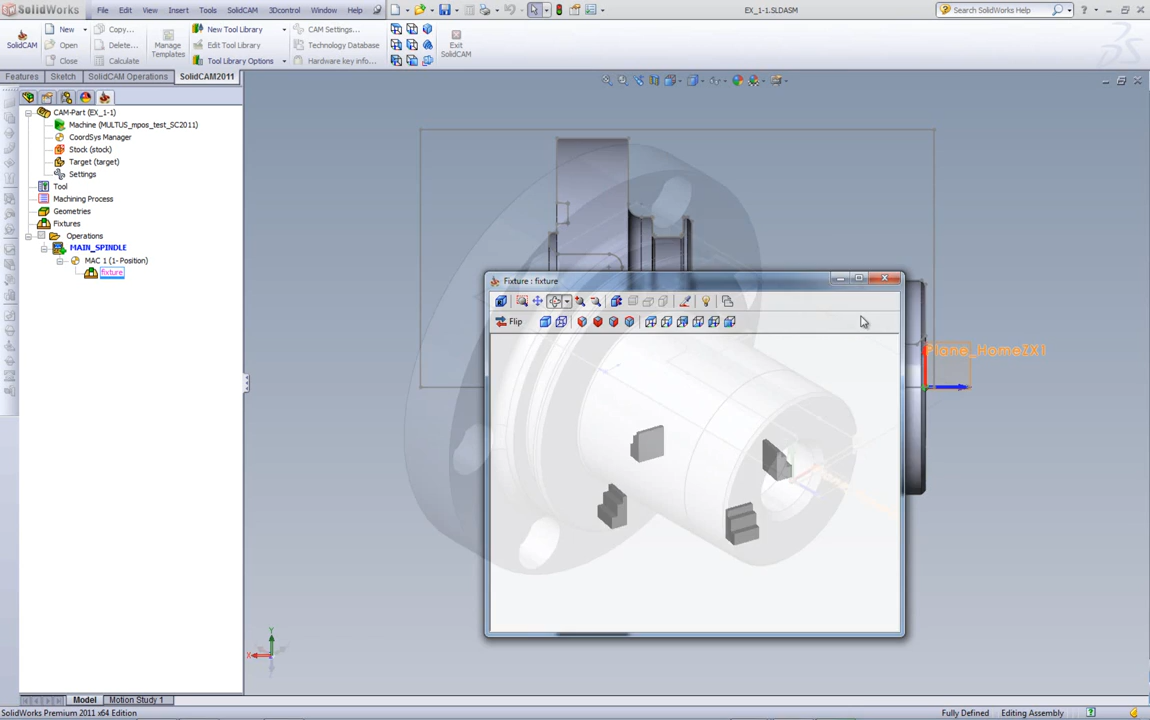 SolidWorks File Edit View Insert Tools SolidCAM 3Dcontrol Window Help EX_1-1.SLDASM Search SolidWorks Help
SolidCAM
New Copy...
Open Delete...
Close Calculate
Manage
Templates
New Tool Library CAM Settings...
Edit Tool Library Technology Database
Tool Library Options Hardware key info...
Exit
SolidCAM
Features Sketch SolidCAM Operations SolidCAM2011
CAM-Part (EX_1-1)
Machine (MULTUS_mpos_test_SC2011)
CoordSys Manager
Stock (stock)
Target (target)
Settings
Tool
Machining Process
Geometries
Fixtures
Operations
MAIN_SPINDLE
MAC 1 (1- Position)
fixture
Fixture : fixture
Flip
Plane_HomeZX1
Y
X
Model Motion Study 1
SolidWorks Premium 2011 x64 Edition Fully Defined Editing Assembly